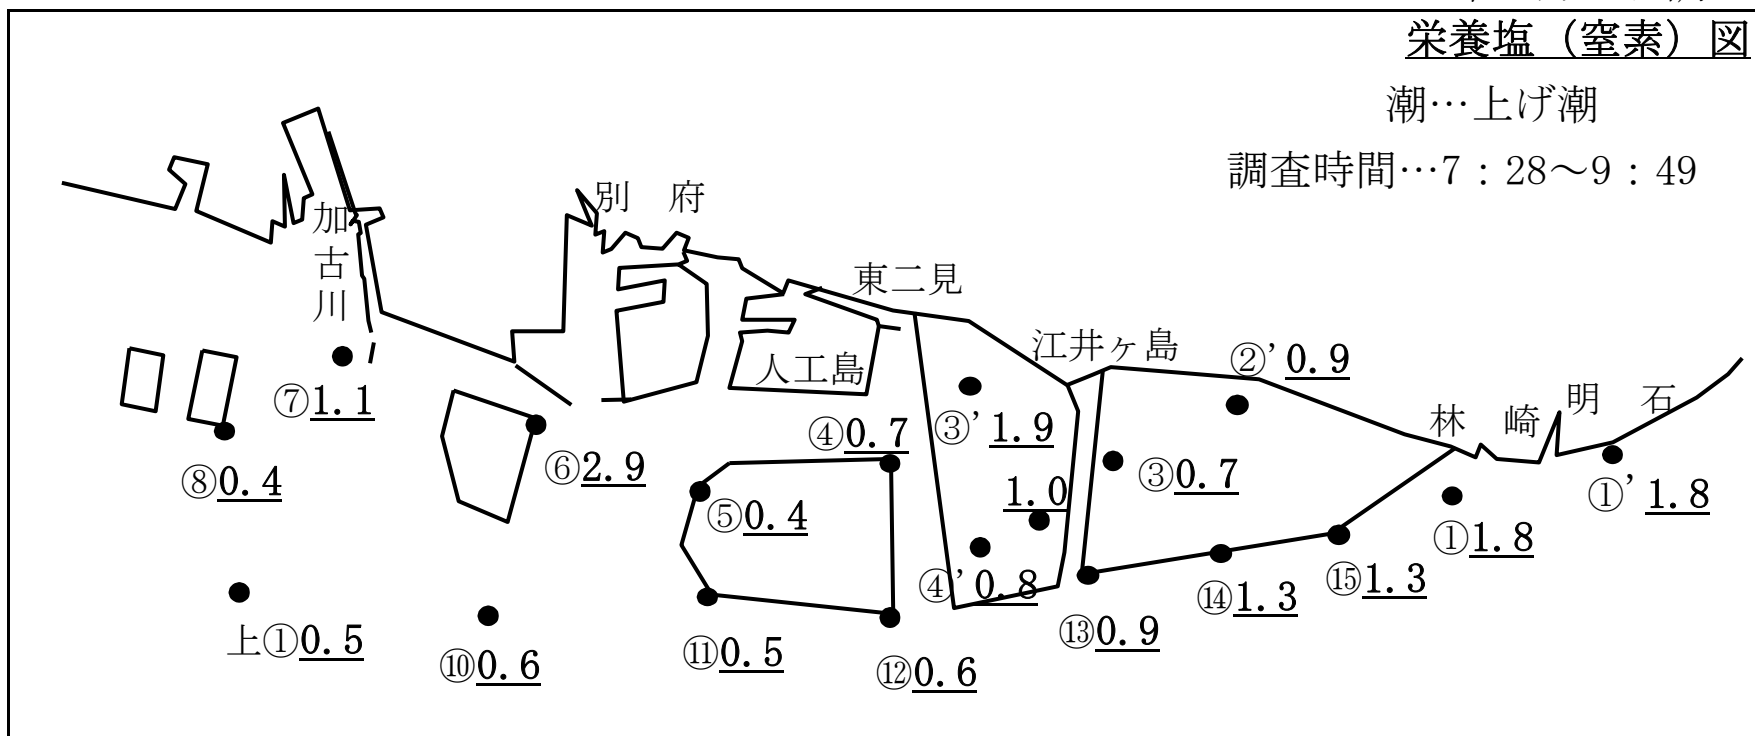 栄養塩（窒素）図
潮…上げ潮
調査時間…7：28～9：49
加古川
別　府
東二見
人工島
江井ヶ島
林　崎
明　石
②’0.9
⑦1.1
③’1.9
④0.7
⑥2.9
③0.7
⑧0.4
⑤0.4
1.0
①’1.8
①1.8
④’0.8
⑮1.3
⑭1.3
上①0.5
⑩0.6
⑪0.5
⑫0.6
⑬0.9